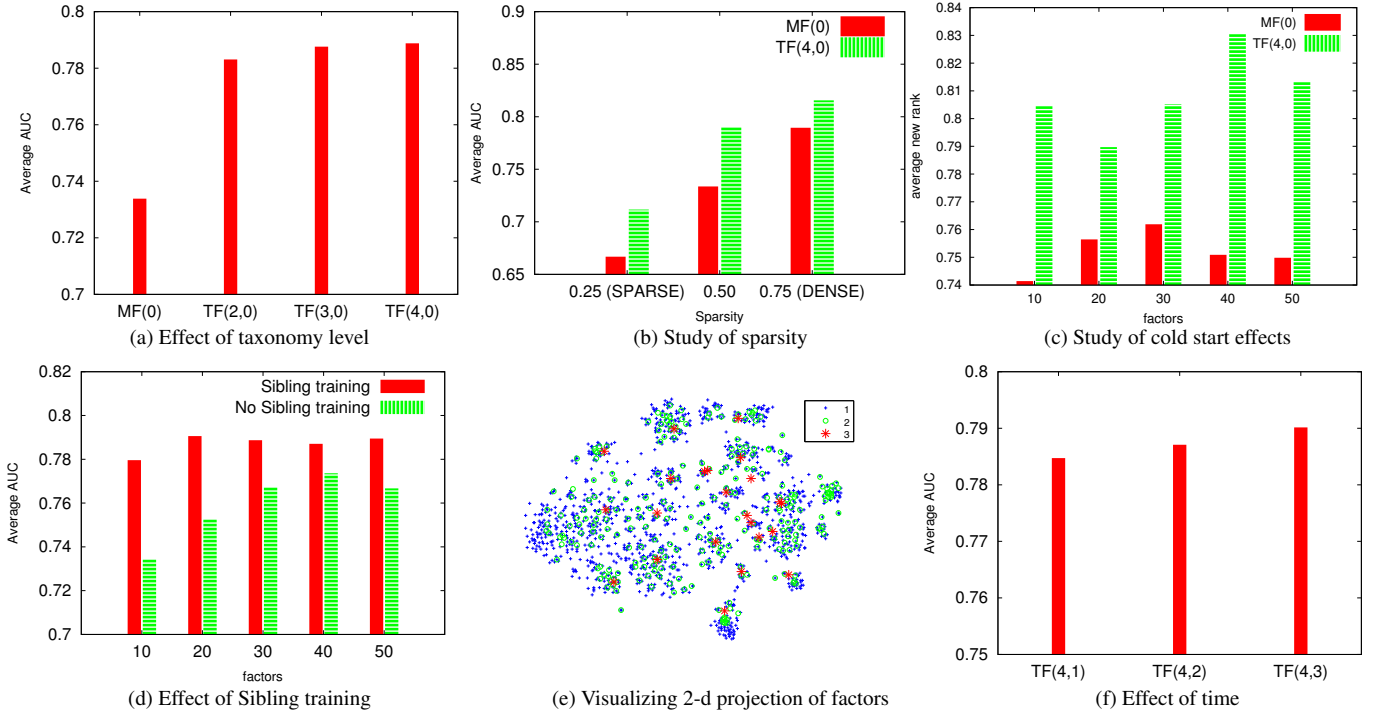 0.8
0.78
0.76
0.74
0.72
0.7
Average AUC
MF(0) TF(2,0) TF(3,0) TF(4,0)
(a) Effect of taxonomy level
0.9
0.85
0.8
0.75
0.7
0.65
Average AUC
MF(0)
TF(4,0)
0.25 (SPARSE) 0.50 0.75 (DENSE)
Sparsity
(b) Study of sparsity
0.84
0.83
0.82
0.81
0.8
0.79
0.78
0.77
0.76
0.75
0.74
average new rank
MF(0)
TF(4,0)
10 20 30 40 50
factors
(c) Study of cold start effects
0.82
0.8
0.78
0.76
0.74
0.72
0.7
Average AUC
Sibling training
No Sibling training
10 20 30 40 50
factors
(d) Effect of Sibling training
1
2
3
(e) Visualizing 2-d projection of factors
0.8
0.79
0.78
0.77
0.76
0.75
Average AUC
TF(4,1) TF(4,2) TF(4,3)
(f) Effect of time